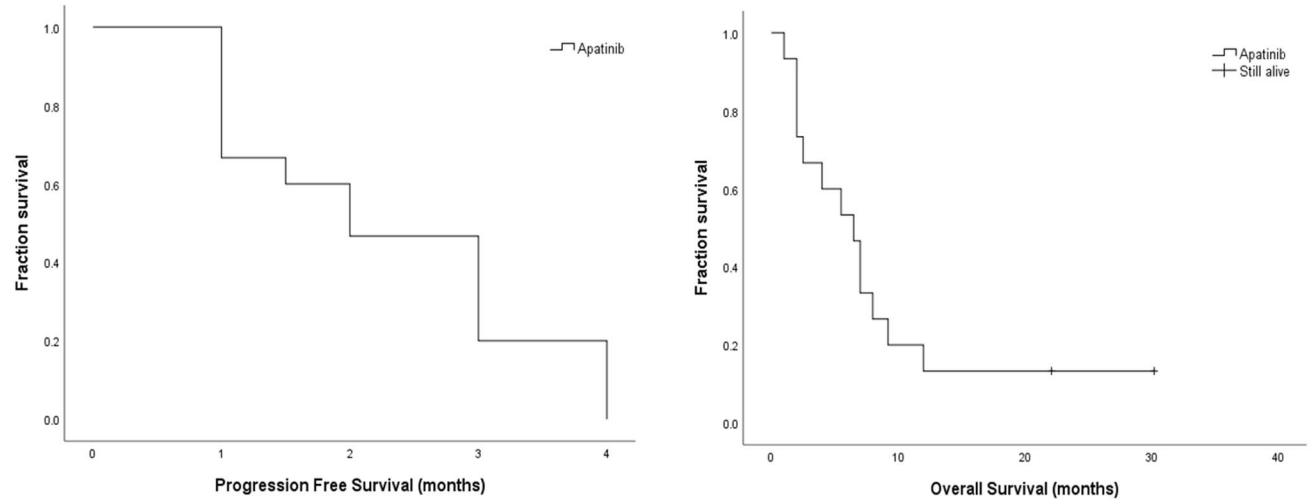 Fraction survival
1.0
0.8
0.6
0.4
0.2
0.0
0 1 2 3 4
Progression Free Survival (months)
Apatinib
Fraction survival
1.0
0.8
0.6
0.4
0.2
0.0
0 10 20 30 40
Overall Survival (months)
Apatinib
Still alive